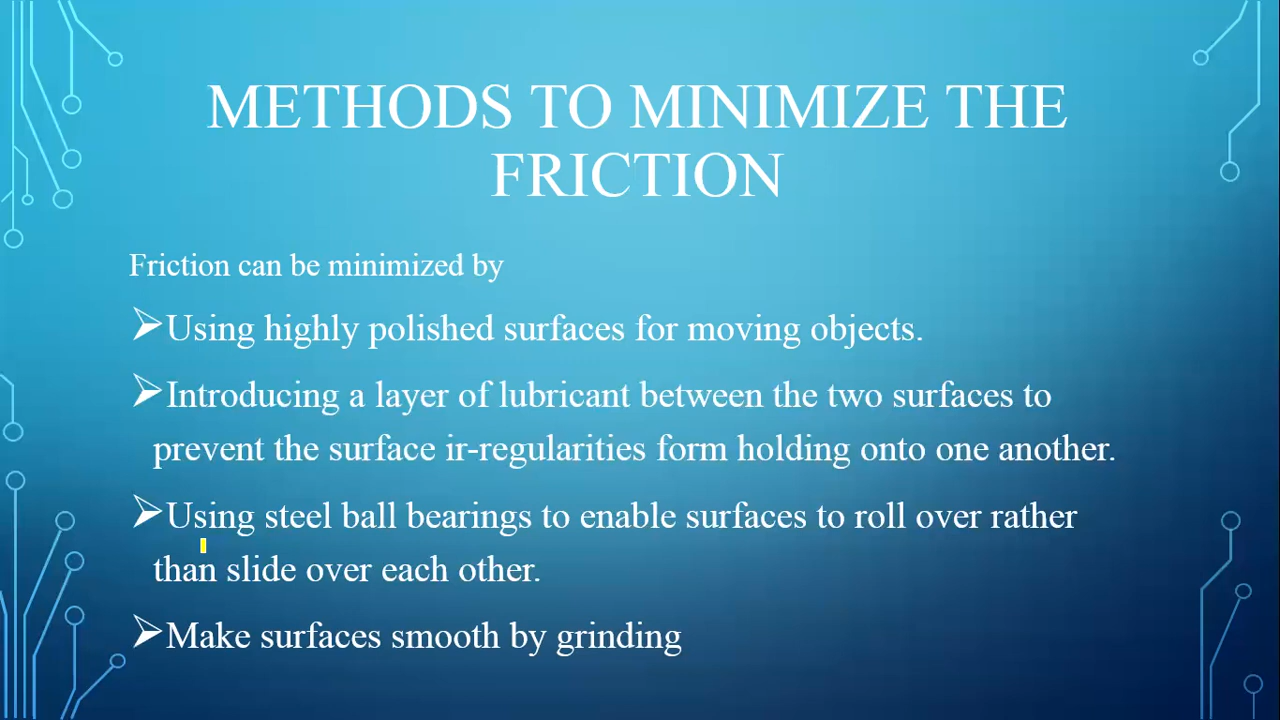 METHODS TO MINIMIZE THE
FRICTION
Friction can be minimized by
➢Using highly polished surfaces for moving objects.
➢Introducing a layer of lubricant between the two surfaces to
prevent the surface ir-regularities form holding onto one another.
➢Using steel ball bearings to enable surfaces to roll over rather
than slide over each other.
➢Make surfaces smooth by grinding